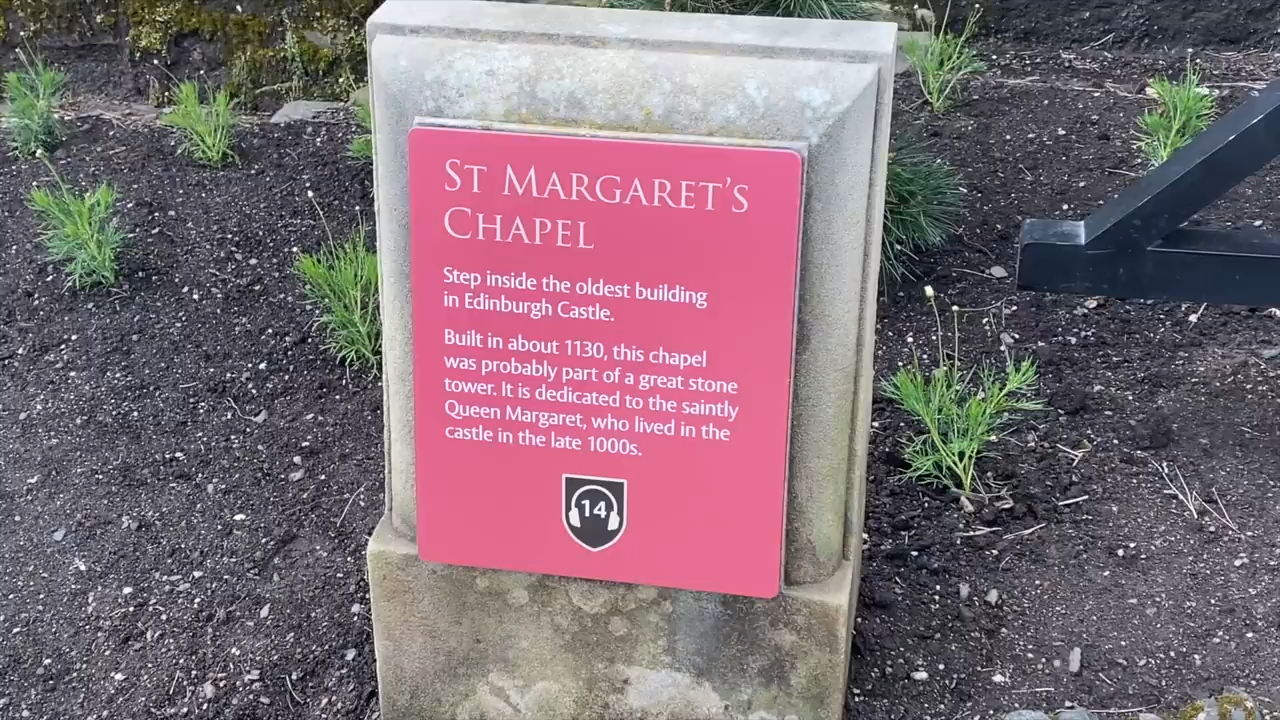 St Margaret's
Chapel
Step inside the oldest building
in Edinburgh Castle.
Built in about 1130, this chapel
was probably part of a great stone
tower. It is dedicated to the saintly
Queen Margaret, who lived in the
castle in the late 1000s.
14